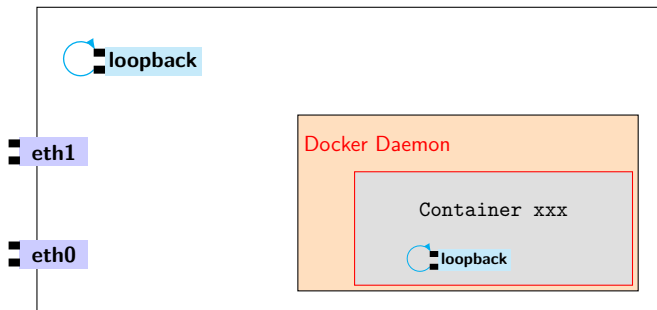 loopback
eth1
Docker Daemon
Container xxx
eth0
loopback